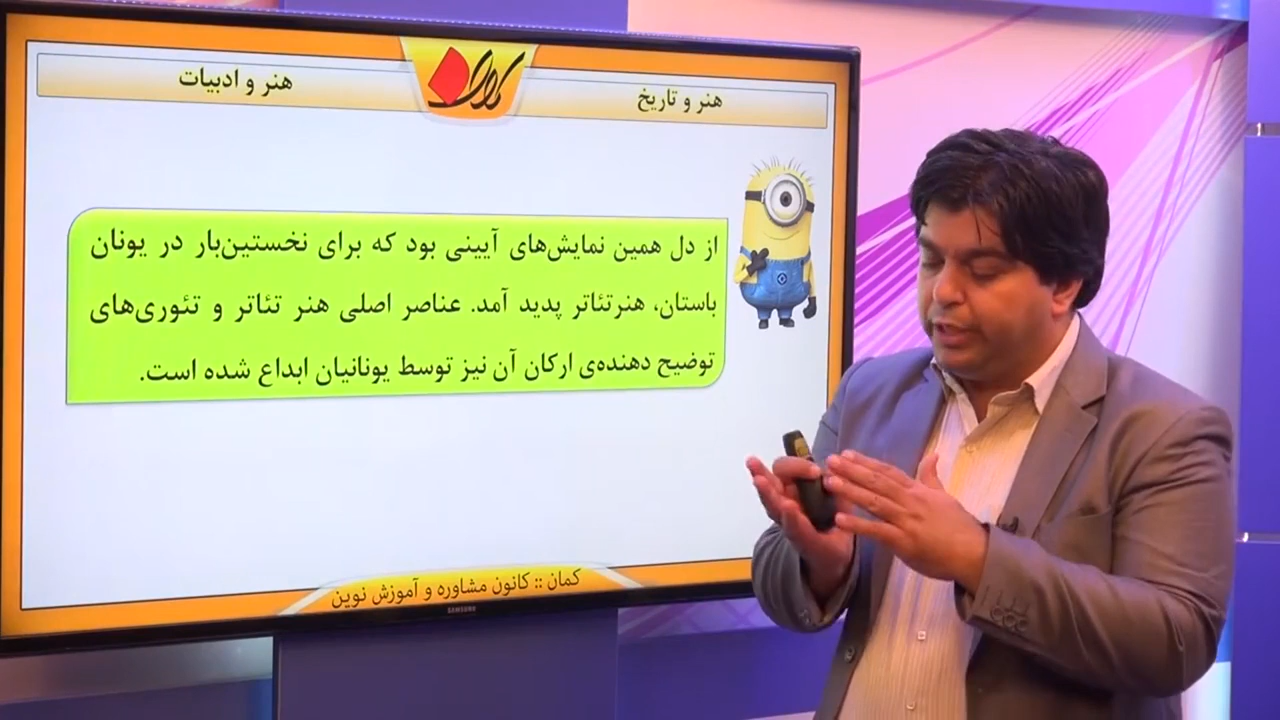 هنر و تاریخ
هنر و ادبیات
کمان
از دل همین نمایش‌های آیینی بود که برای نخستین‌بار در یونان
باستان، هنرتئاتر پدید آمد. عناصر اصلی هنر تئاتر و تئوری‌های
توضیح دهنده‌ی ارکان آن نیز توسط یونانیان ابداع شده است.
کمان :: کانون مشاوره و آموزش نوین
SAMSUNG